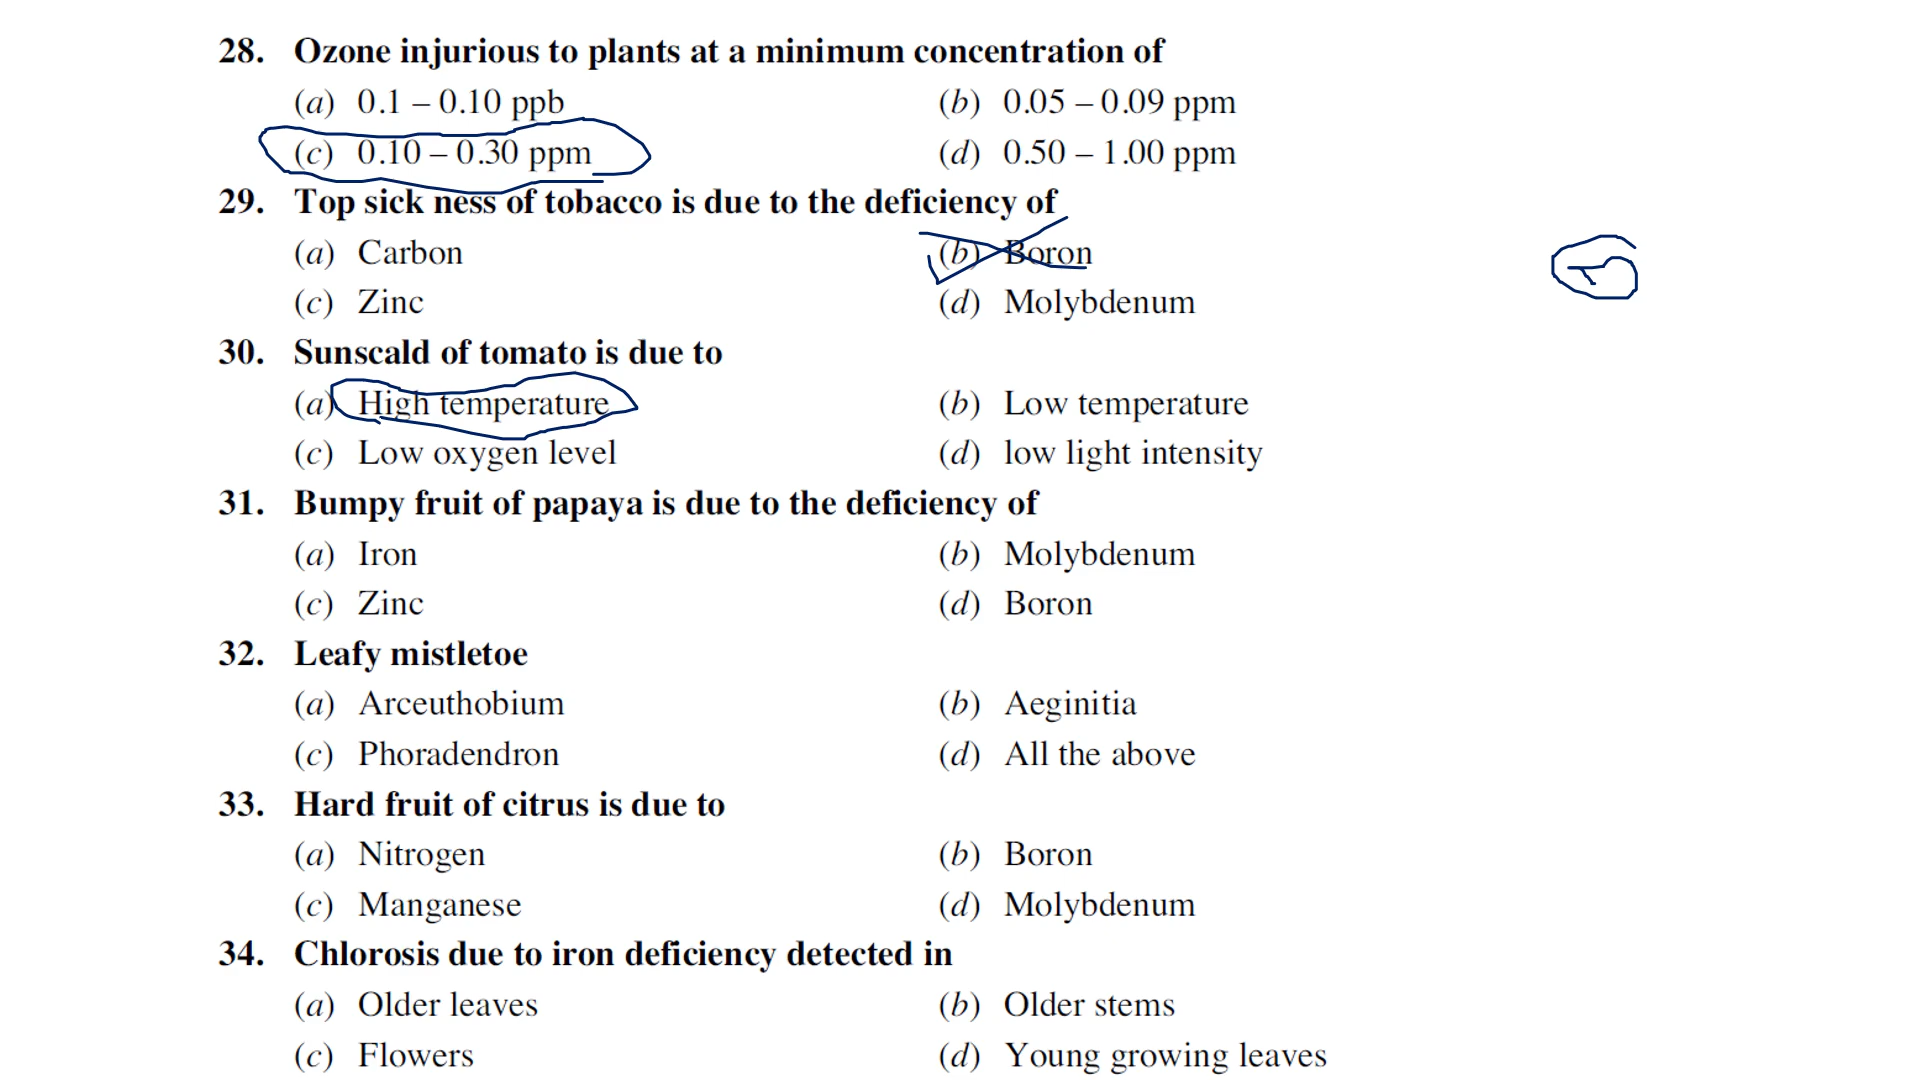 28. Ozone injurious to plants at a minimum concentration of
(a) 0.1 – 0.10 ppb (b) 0.05 – 0.09 ppm
(c) 0.10 – 0.30 ppm (d) 0.50 – 1.00 ppm
29. Top sick ness of tobacco is due to the deficiency of
(a) Carbon (b) Boron
(c) Zinc (d) Molybdenum
30. Sunscald of tomato is due to
(a) High temperature (b) Low temperature
(c) Low oxygen level (d) low light intensity
31. Bumpy fruit of papaya is due to the deficiency of
(a) Iron (b) Molybdenum
(c) Zinc (d) Boron
32. Leafy mistletoe
(a) Arceuthobium (b) Aeginitia
(c) Phoradendron (d) All the above
33. Hard fruit of citrus is due to
(a) Nitrogen (b) Boron
(c) Manganese (d) Molybdenum
34. Chlorosis due to iron deficiency detected in
(a) Older leaves (b) Older stems
(c) Flowers (d) Young growing leaves